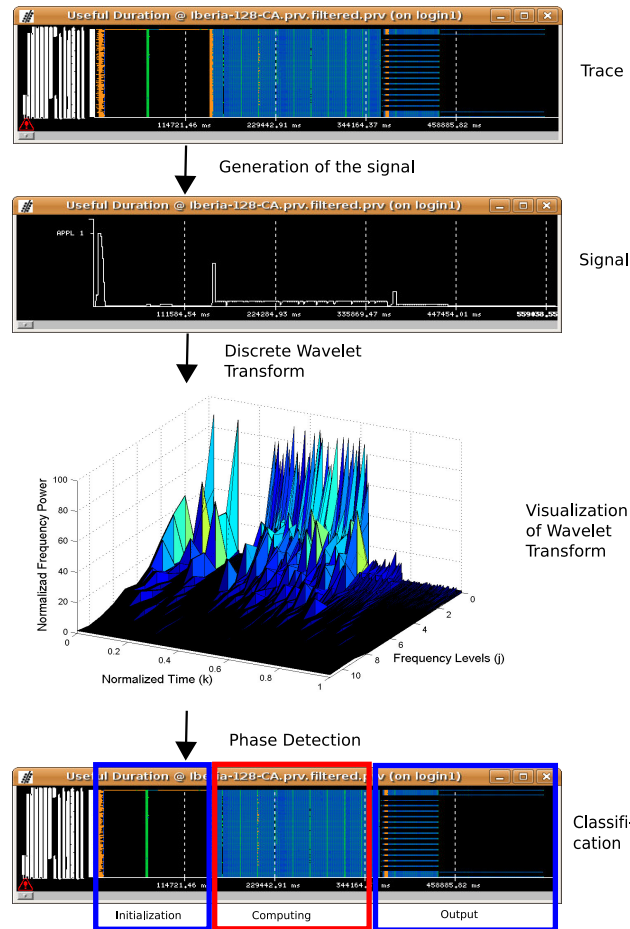 Useful Duration @ Iberia-128-CA.prv.filtered.prv (on login1)
114721.46 ms 229442.91 ms 344164.37 ms 458885.82 ms
Trace
Generation of the signal
Useful Duration @ Iberia-128-CA.prv.filtered.prv (on login1)
APPL 1
111584.54 ms 224284.93 ms 335869.47 ms 447454.01 ms 559038.55
Signal
Discrete Wavelet
Transform
100
80
60
40
20
0
Normalizad Frequency Power
0 0.2 0.4 0.6 0.8 1
Normalized Time (k)
10 8 6 4 2 0
Frequency Levels (j)
Visualization
of Wavelet
Transform
Phase Detection
Useful Duration @ Iberia-128-CA.prv.filtered.prv (on login1)
114721.46 ms 229442.91 ms 344164. ms 458885.82 ms
Initialization Computing Output
Classifi-
cation